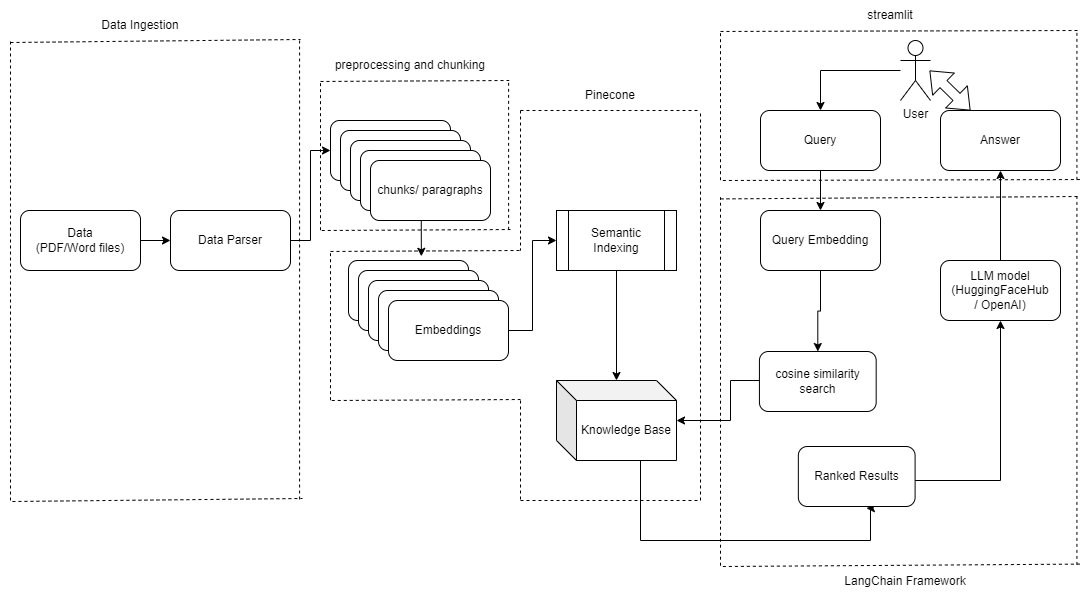 Data Ingestion
streamlit
preprocessing and chunking
Pinecone
User
Query
Answer
chunks/ paragraphs
Data
(PDF/Word files)
Data Parser
Semantic
Indexing
Query Embedding
LLM model
(HuggingFaceHub
/ OpenAI)
Embeddings
cosine similarity
search
Knowledge Base
Ranked Results
LangChain Framework